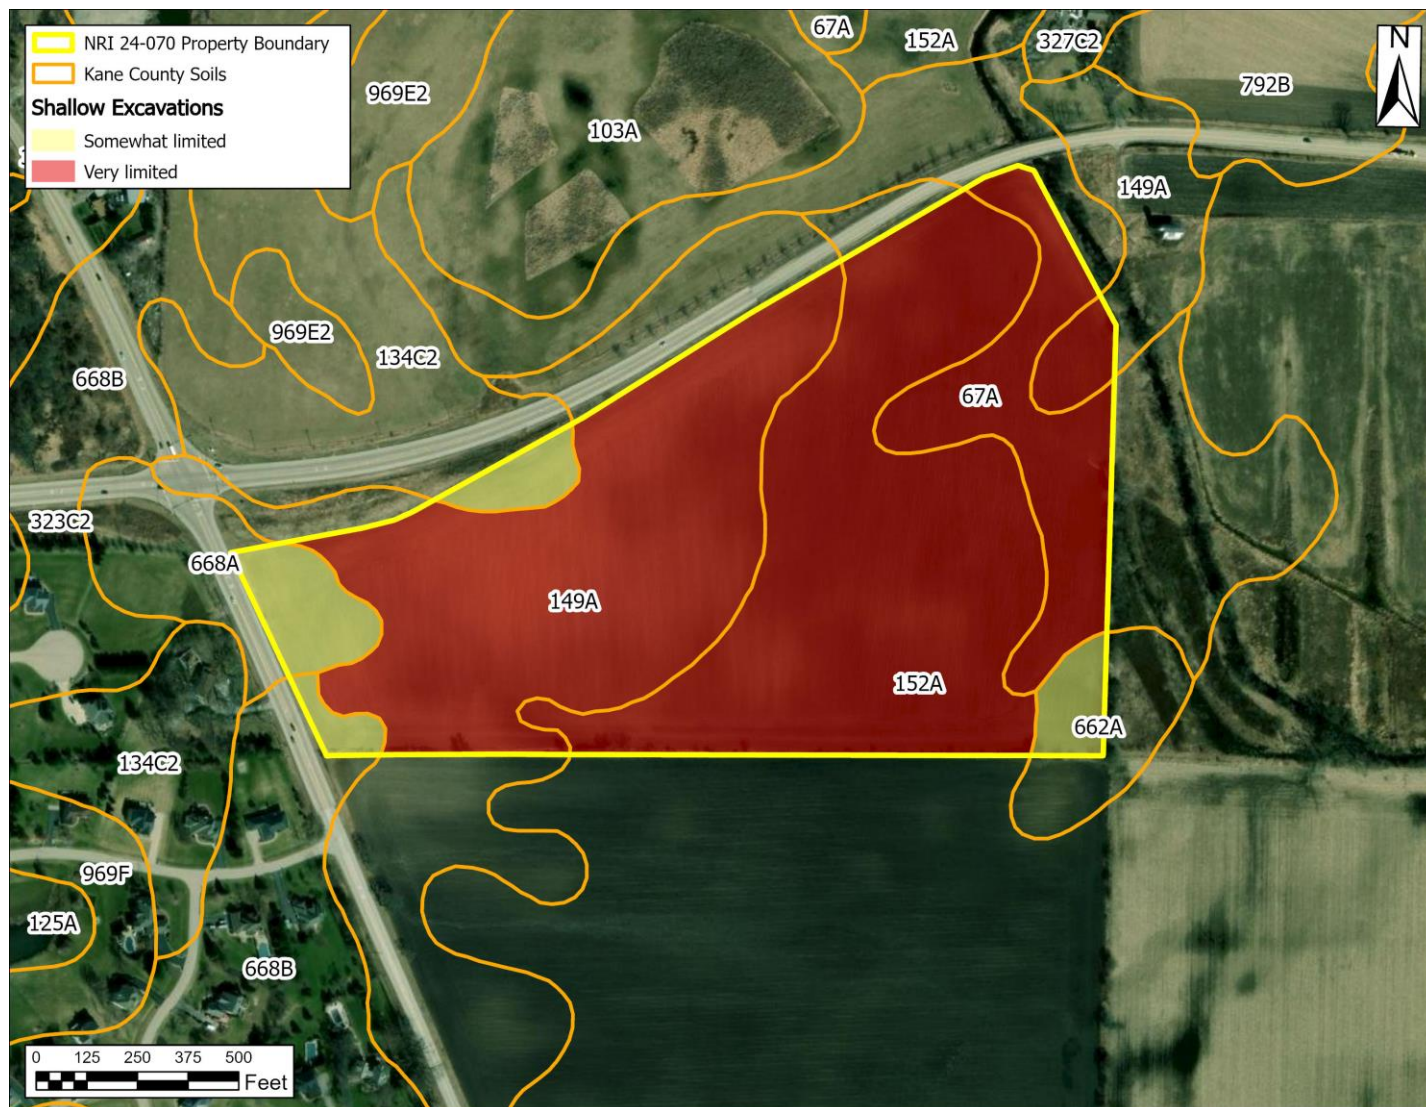 NRI 24-070 Property Boundary
Kane County Soils
Shallow Excavations
Somewhat limited
Very limited
N
67A
152A
327C2
792B
969E2
103A
149A
969E2
134C2
668B
67A
323C2
668A
149A
152A
662A
134C2
969F
125A
668B
0 125 250 375 500
Feet